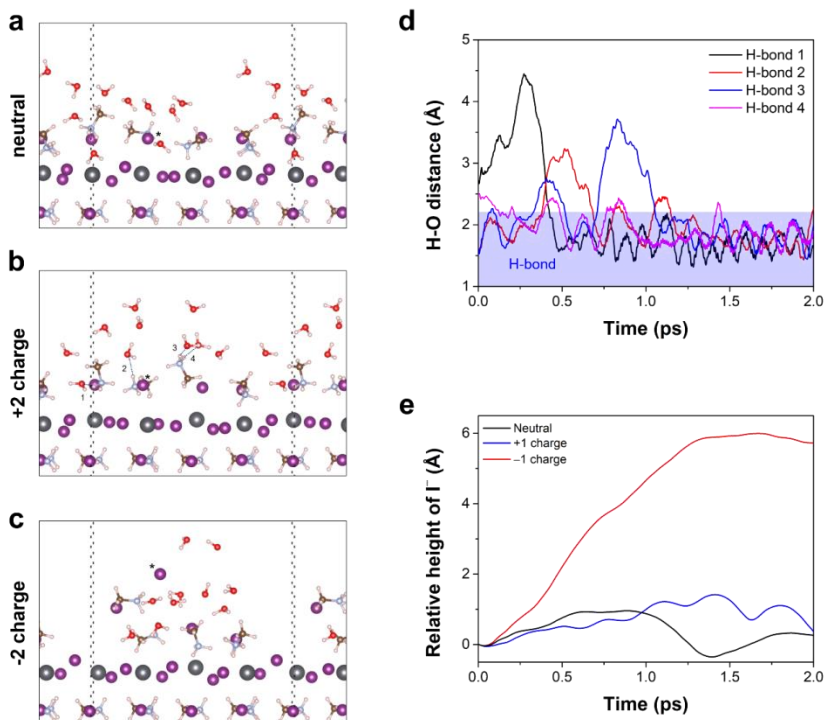 a
neutral
*
b
+2 charge
1
2
*
3
4
c
-2 charge
*
d
H-O distance (Å)
5
4
3
2
1
H-bond 1
H-bond 2
H-bond 3
H-bond 4
H-bond
0.0 0.5 1.0 1.5 2.0
Time (ps)
e
Relative height of I⁻ (Å)
6
4
2
0
-2
Neutral
+1 charge
−1 charge
0.0 0.5 1.0 1.5 2.0
Time (ps)